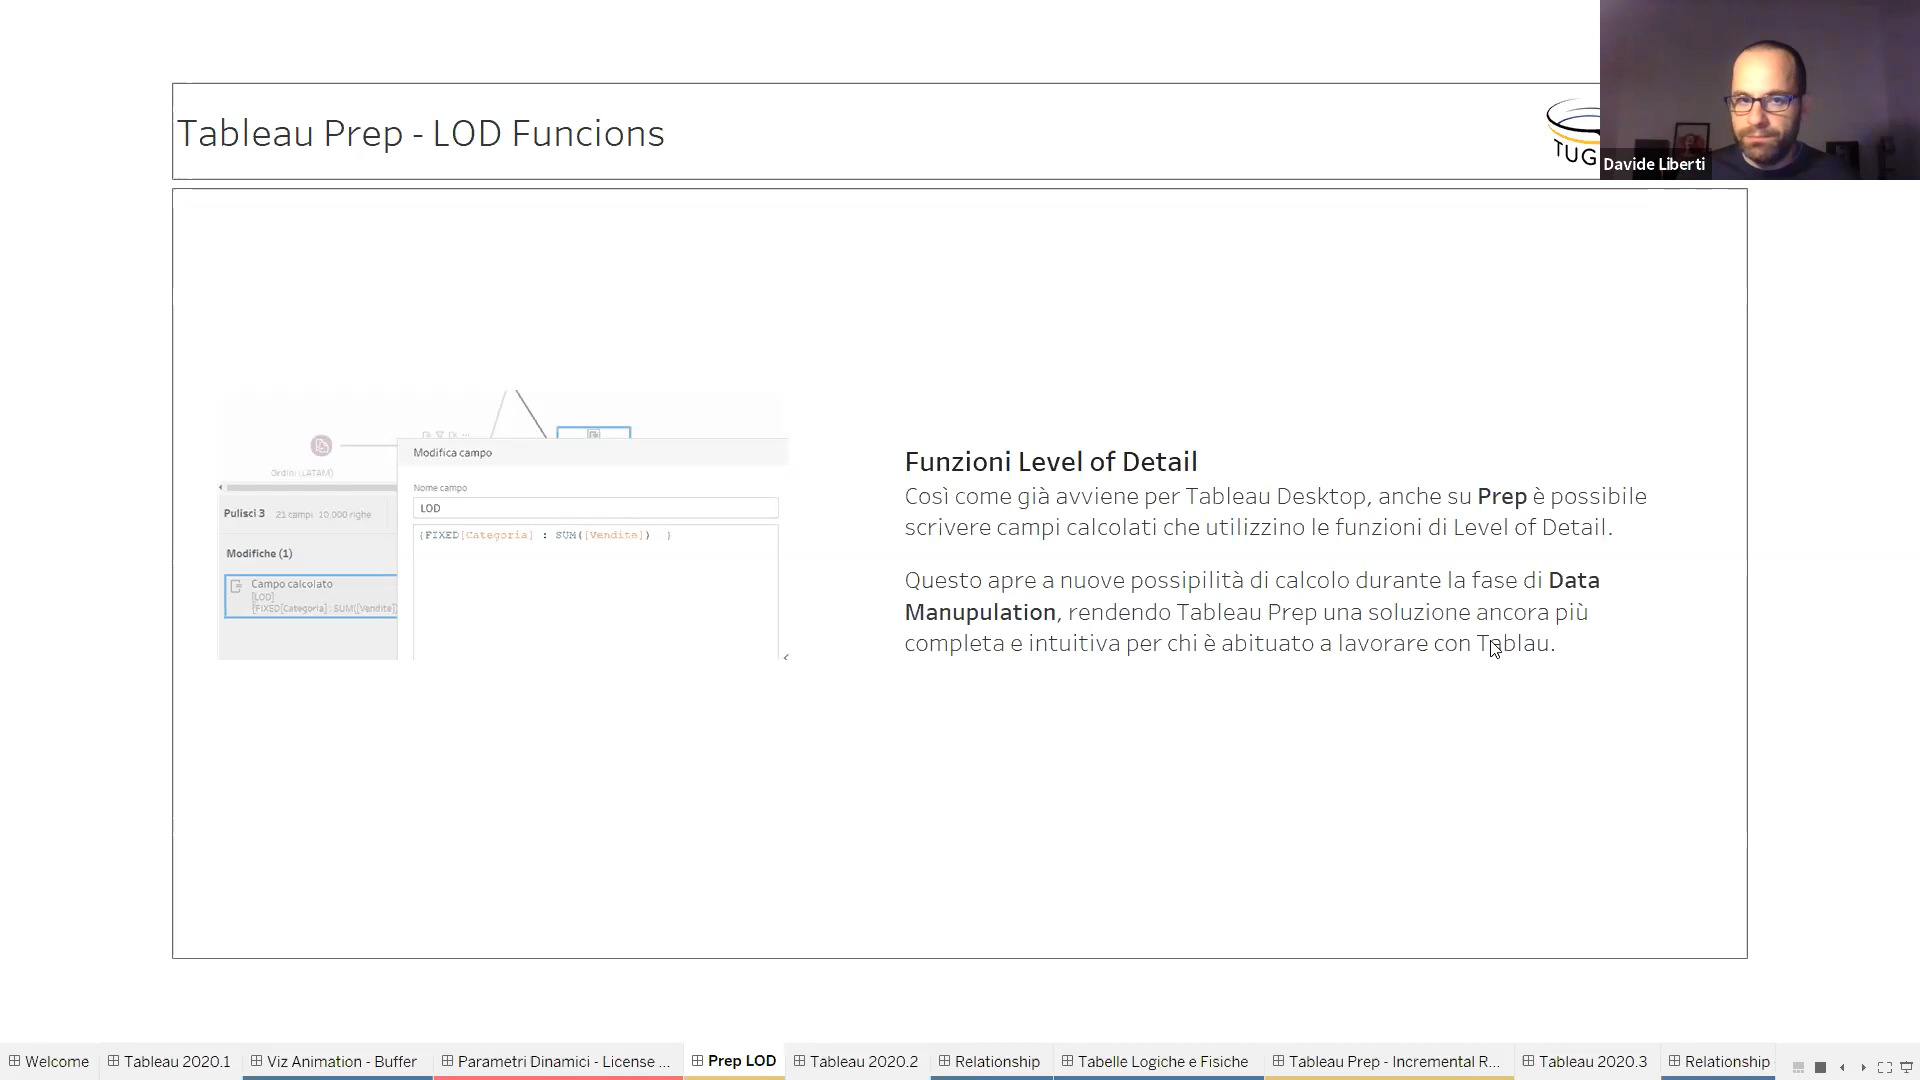 Tableau Prep - LOD Funcions
TUG
Davide Liberti
Ordini (LATAM)
Modifica campo
Nome campo
LOD
{FIXED[Categoria] : SUM([Vendite]) }
Pulisci 3 21 campi 10.000 righe
Modifiche (1)
Campo calcolato
[LOD]
{FIXED[Categoria] : SUM([Vendite])
Funzioni Level of Detail
Così come già avviene per Tableau Desktop, anche su Prep è possibile
scrivere campi calcolati che utilizzino le funzioni di Level of Detail.
Questo apre a nuove possipilità di calcolo durante la fase di Data
Manupulation, rendendo Tableau Prep una soluzione ancora più
completa e intuitiva per chi è abituato a lavorare con Tablau.
Welcome Tableau 2020.1 Viz Animation - Buffer Parametri Dinamici - License ... Prep LOD Tableau 2020.2 Relationship Tabelle Logiche e Fisiche Tableau Prep - Incremental R... Tableau 2020.3 Relationship